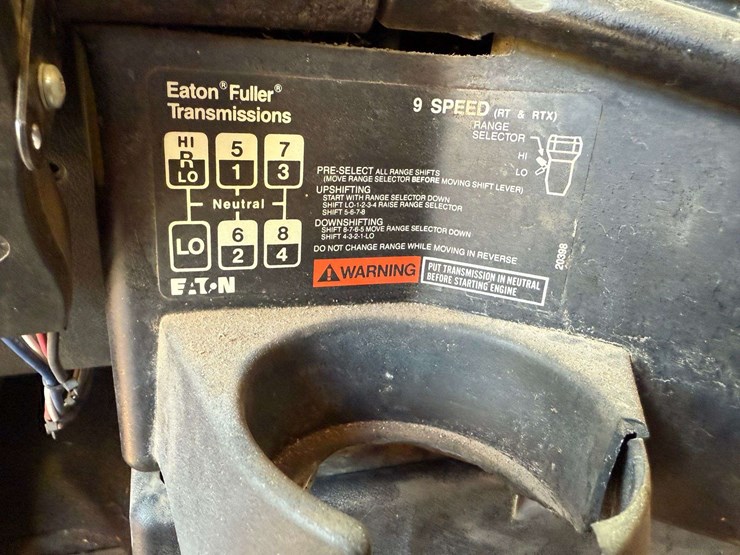 Eaton® Fuller®
Transmissions
9 SPEED (RT & RTX)
RANGE
SELECTOR
HI
LO
HI
R
LO
5
1
7
3
Neutral
LO
6
2
8
4
PRE-SELECT ALL RANGE SHIFTS
(MOVE RANGE SELECTOR BEFORE MOVING SHIFT LEVER)
UPSHIFTING
START WITH RANGE SELECTOR DOWN
SHIFT LO-1-2-3-4 RAISE RANGE SELECTOR
SHIFT 5-6-7-8
DOWNSHIFTING
SHIFT 8-7-6-5 MOVE RANGE SELECTOR DOWN
SHIFT 4-3-2-1-LO
DO NOT CHANGE RANGE WHILE MOVING IN REVERSE
20398
EATON
WARNING
PUT TRANSMISSION IN NEUTRAL
BEFORE STARTING ENGINE